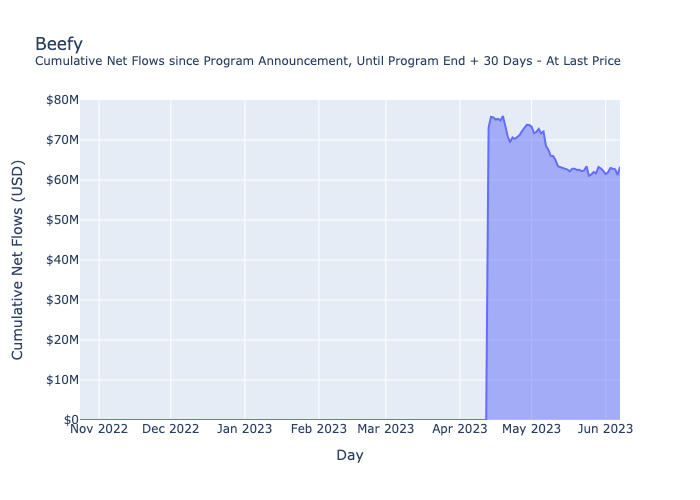 Beefy
Cumulative Net Flows since Program Announcement, Until Program End + 30 Days - At Last Price
Cumulative Net Flows (USD)
$80M
$70M
$60M
$50M
$40M
$30M
$20M
$10M
$0
Nov 2022 Dec 2022 Jan 2023 Feb 2023 Mar 2023 Apr 2023 May 2023 Jun 2023
Day